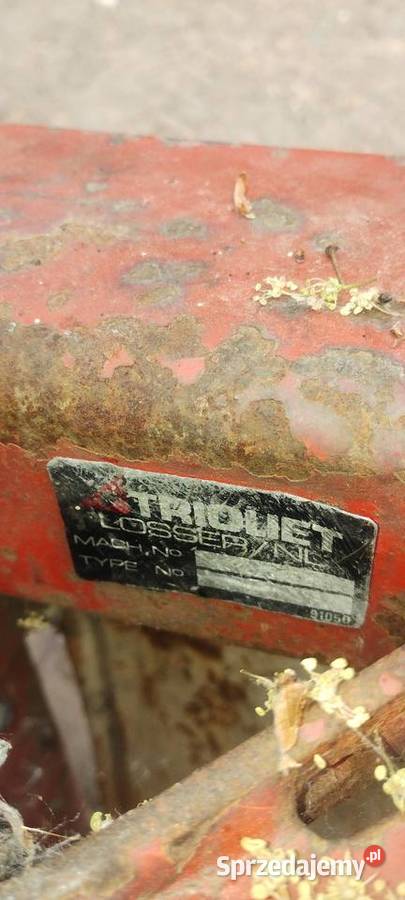 TRIOLIET
LOSSER/NL
MACH. No
TYPE No
91050
Sprzedajemy.pl